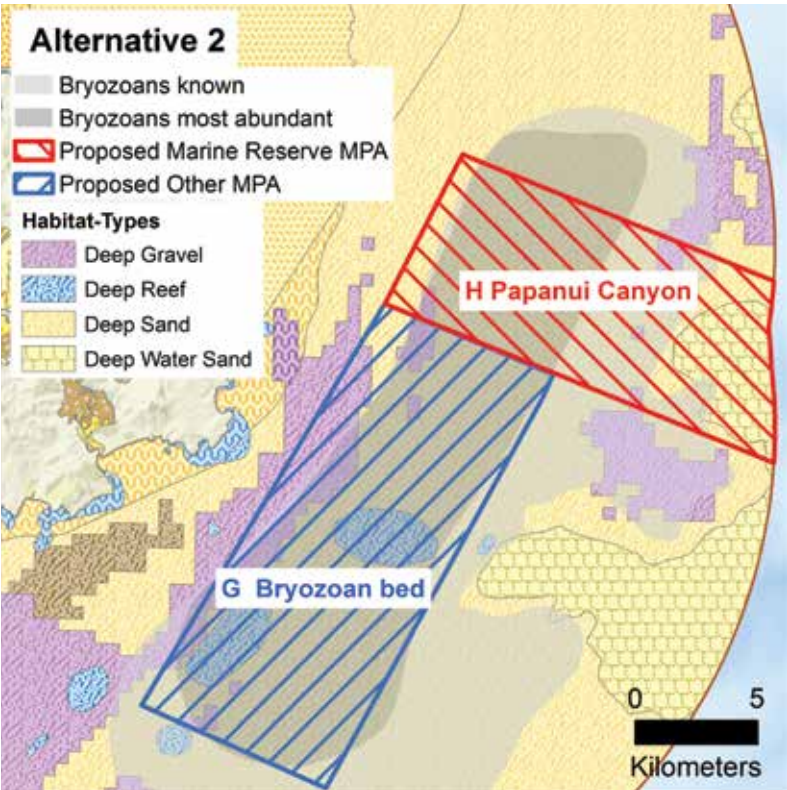 Alternative 2
Bryozoans known
Bryozoans most abundant
Proposed Marine Reserve MPA
Proposed Other MPA
Habitat-Types
Deep Gravel
Deep Reef
Deep Sand
Deep Water Sand
H Papanui Canyon
G Bryozoan bed
0 5
Kilometers